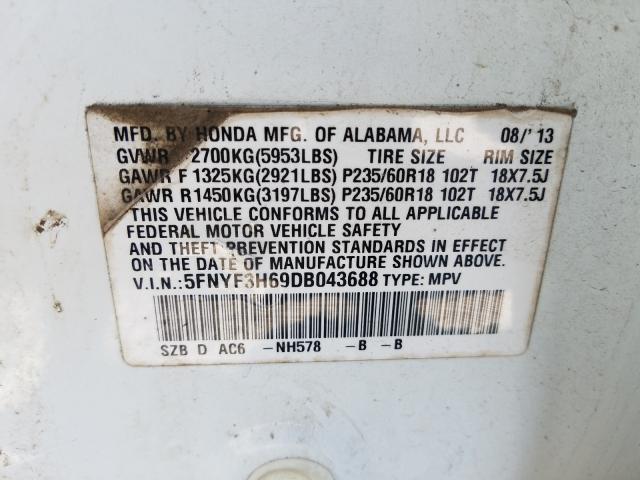 MFD. BY HONDA MFG. OF ALABAMA, LLC 08/'13
GVWR 2700KG(5953LBS) TIRE SIZE RIM SIZE
GAWR F 1325KG(2921LBS) P235/60R18 102T 18X7.5J
GAWR R 1450KG(3197LBS) P235/60R18 102T 18X7.5J
THIS VEHICLE CONFORMS TO ALL APPLICABLE
FEDERAL MOTOR VEHICLE SAFETY
AND THEFT PREVENTION STANDARDS IN EFFECT
ON THE DATE OF MANUFACTURE SHOWN ABOVE.
V.I.N.:5FNYF3H69DB043688 TYPE: MPV
SZB D AC6 -NH578 -B -B